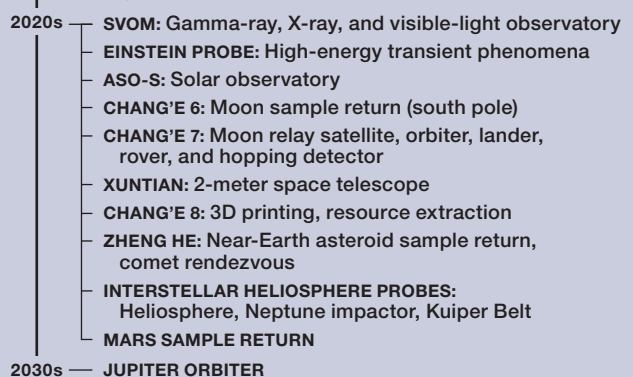 2020s SVOM: Gamma-ray, X-ray, and visible-light observatory
EINSTEIN PROBE: High-energy transient phenomena
ASO-S: Solar observatory
CHANG’E 6: Moon sample return (south pole)
CHANG’E 7: Moon relay satellite, orbiter, lander,
rover, and hopping detector
XUNTIAN: 2-meter space telescope
CHANG’E 8: 3D printing, resource extraction
ZHENG HE: Near-Earth asteroid sample return,
comet rendezvous
INTERSTELLAR HELIOSPHERE PROBES:
Heliosphere, Neptune impactor, Kuiper Belt
MARS SAMPLE RETURN
2030s JUPITER ORBITER